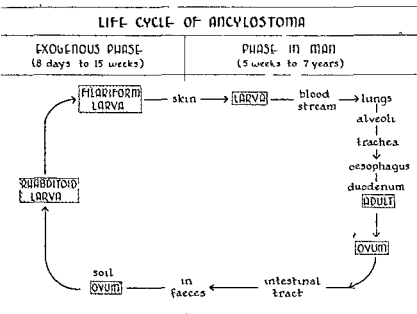 LIFE CYCLE OF ANCYLOSTOMA
EXOGENOUS PHASE
(8 days to 15 weeks)
PHASE IN MAN
(5 weeks to 7 years)
FILARIFORM
LARVA
skin
LARVA
blood
stream
lungs
alveoli
trachea
oesophagus
duodenum
ADULT
OVUM
intestinal
tract
in
faeces
soil
OVUM
RHABDITOID
LARVA